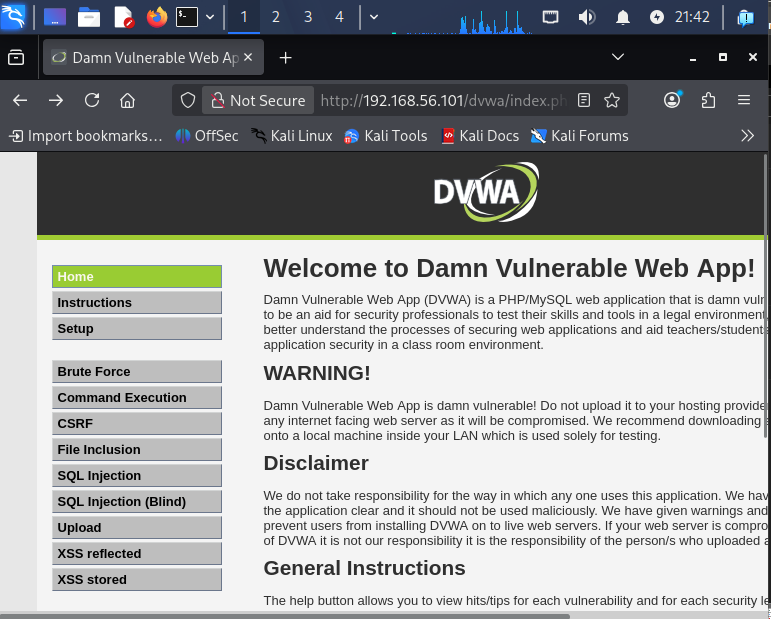 1 2 3 4 21:42
Damn Vulnerable Web Ap
Not Secure http://192.168.56.101/dvwa/index.ph
Import bookmarks... OffSec Kali Linux Kali Tools Kali Docs Kali Forums
DVWA
Home
Instructions
Setup
Brute Force
Command Execution
CSRF
File Inclusion
SQL Injection
SQL Injection (Blind)
Upload
XSS reflected
XSS stored
Welcome to Damn Vulnerable Web App!
Damn Vulnerable Web App (DVWA) is a PHP/MySQL web application that is damn vuln
to be an aid for security professionals to test their skills and tools in a legal environment,
better understand the processes of securing web applications and aid teachers/student
application security in a class room environment.
WARNING!
Damn Vulnerable Web App is damn vulnerable! Do not upload it to your hosting provide
any internet facing web server as it will be compromised. We recommend downloading
onto a local machine inside your LAN which is used solely for testing.
Disclaimer
We do not take responsibility for the way in which any one uses this application. We hav
the application clear and it should not be used maliciously. We have given warnings and
prevent users from installing DVWA on to live web servers. If your web server is compro
of DVWA it is not our responsibility it is the responsibility of the person/s who uploaded a
General Instructions
The help button allows you to view hits/tips for each vulnerability and for each security le